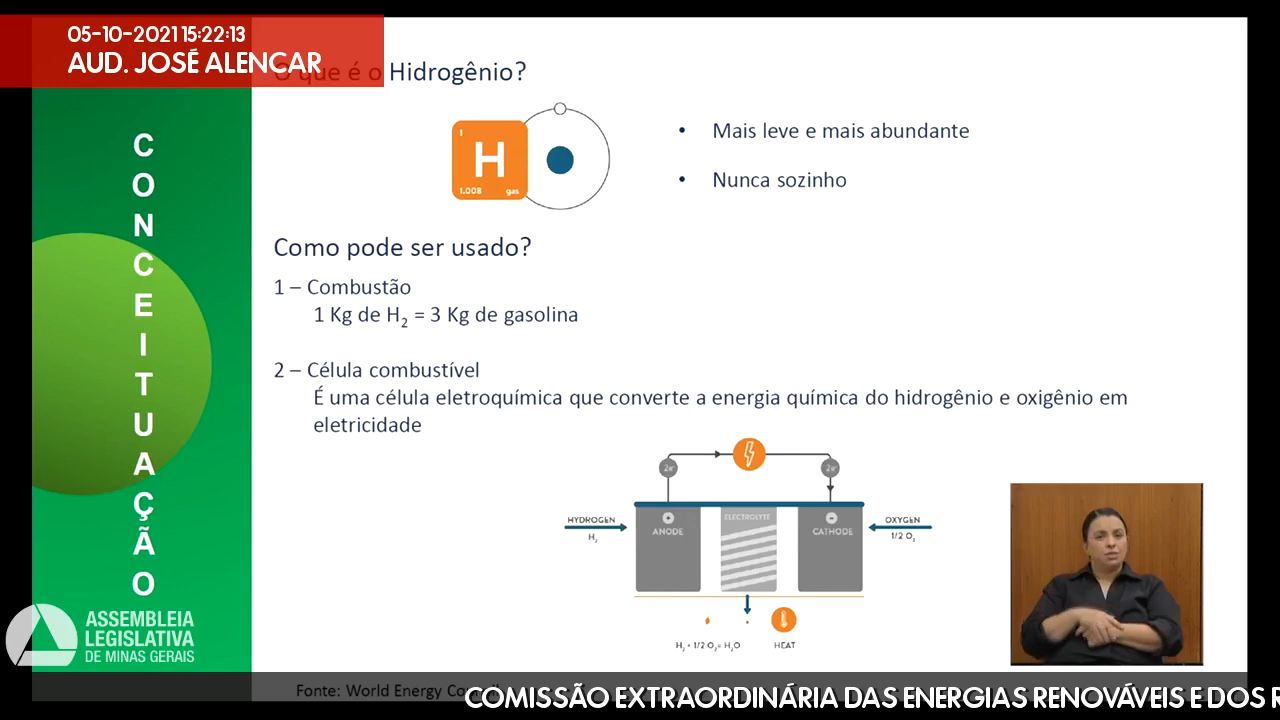 05-10-2021 15:22:13
AUD. JOSÉ ALENCAR
O que é o Hidrogênio?
1
H
1.008 gas
• Mais leve e mais abundante
• Nunca sozinho
CONCEITUAÇÃO
Como pode ser usado?
1 – Combustão
1 Kg de H2 = 3 Kg de gasolina
2 – Célula combustível
É uma célula eletroquímica que converte a energia química do hidrogênio e oxigênio em
eletricidade
2e 2e
HYDROGEN
H2
+
ANODE
ELECTROLYTE
-
CATHODE
OXYGEN
1/2 O2
H2 + 1/2 O2 = H2O
HEAT
ASSEMBLEIA
LEGISLATIVA
DE MINAS GERAIS
Fonte: World Energy
COMISSÃO EXTRAORDINÁRIA DAS ENERGIAS RENOVÁVEIS E DOS